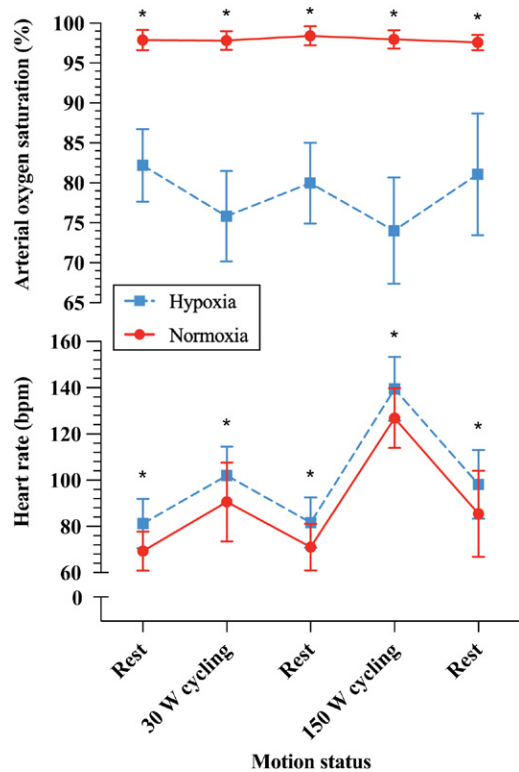 Arterial oxygen saturation (%)
100
95
90
85
80
75
70
65
* * * * *
Hypoxia
Normoxia
Heart rate (bpm)
160
140
120
100
80
60
0
* * * * *
Rest
30 W cycling
Rest
150 W cycling
Rest
Motion status